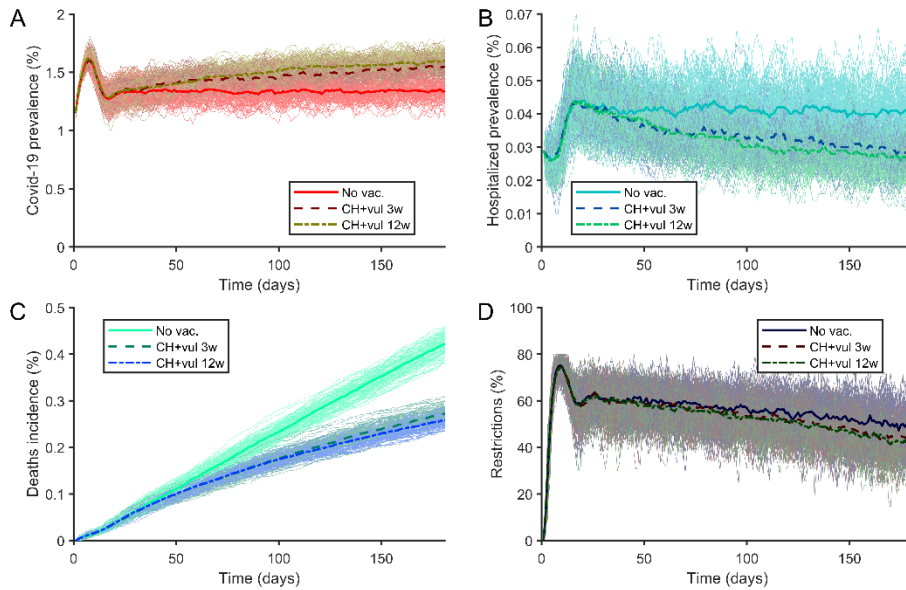 A
Covid-19 prevalence (%)
2
1.5
1
0.5
0
No vac.
CH+vul 3w
CH+vul 12w
0
50
100
150
Time (days)
B
Hospitalized prevalence (%)
0.07
0.06
0.05
0.04
0.03
0.02
0.01
0
No vac.
CH+vul 3w
CH+vul 12w
0
50
100
150
Time (days)
C
Deaths incidence (%)
0.5
0.4
0.3
0.2
0.1
0
No vac.
CH+vul 3w
CH+vul 12w
0
50
100
150
Time (days)
D
Restrictions (%)
100
80
60
40
20
0
No vac.
CH+vul 3w
CH+vul 12w
0
50
100
150
Time (days)